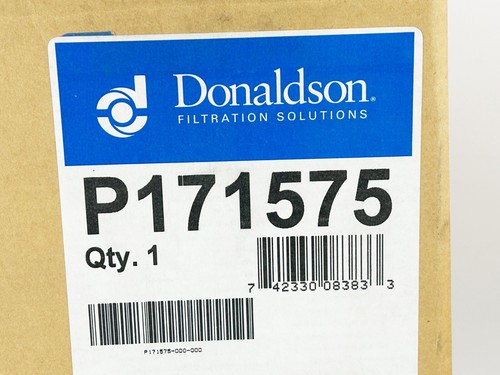 Donaldson®
FILTRATION SOLUTIONS
P171575
Qty. 1
7 42330 08383 3
P171575-000-000